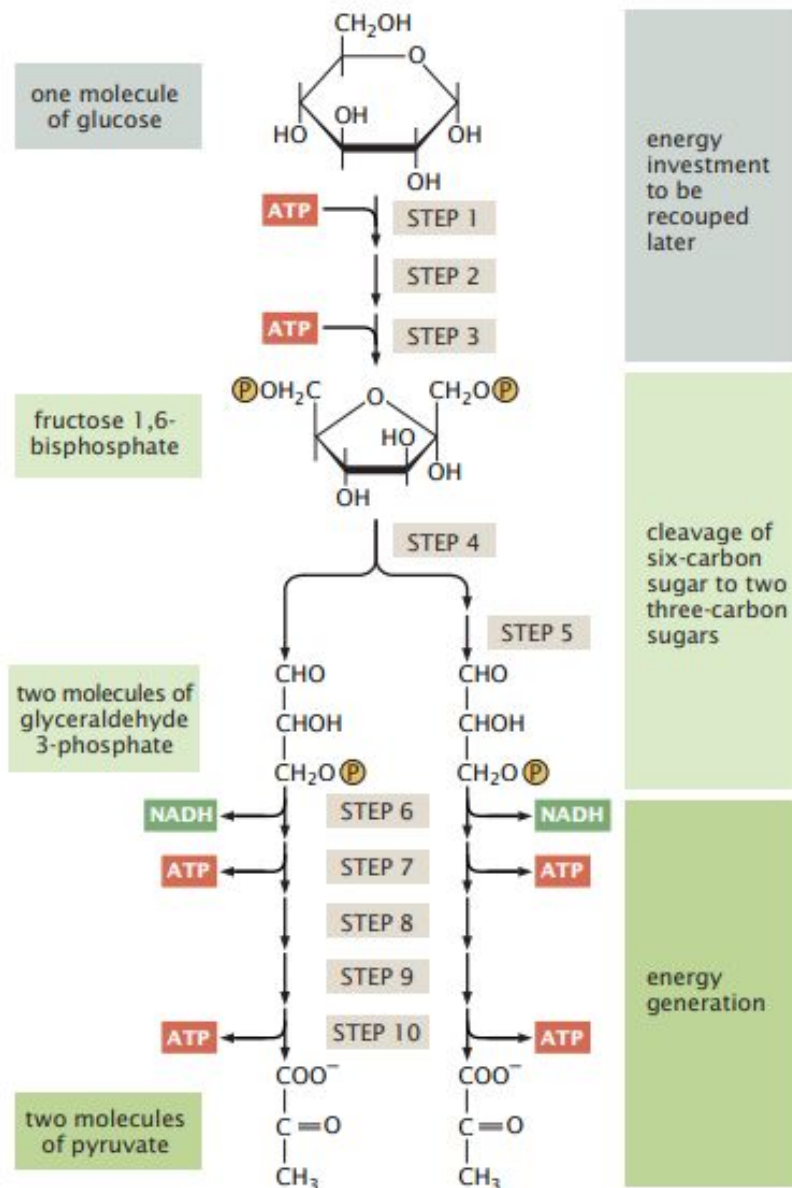 CH₂OH
O
one molecule
of glucose
OH
HO
OH
OH
energy
investment
to be
recouped
later
ATP
STEP 1
STEP 2
ATP
STEP 3
fructose 1,6-
bisphosphate
P OH₂C
O
CH₂O P
HO
OH
OH
STEP 4
cleavage of
six-carbon
sugar to two
three-carbon
sugars
STEP 5
two molecules of
glyceraldehyde
3-phosphate
CHO
CHOH
CH₂O P
CHO
CHOH
CH₂O P
NADH
STEP 6
NADH
ATP
STEP 7
ATP
STEP 8
STEP 9
ATP
STEP 10
ATP
energy
generation
two molecules
of pyruvate
COO⁻
C=O
CH₃
COO⁻
C=O
CH₃